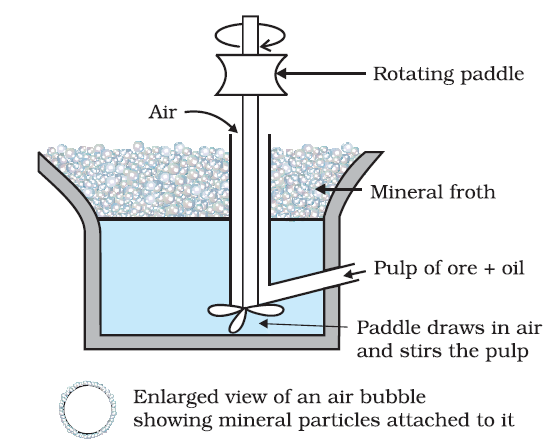 Rotating paddle
Air
Mineral froth
Pulp of ore + oil
Paddle draws in air
and stirs the pulp
Enlarged view of an air bubble
showing mineral particles attached to it